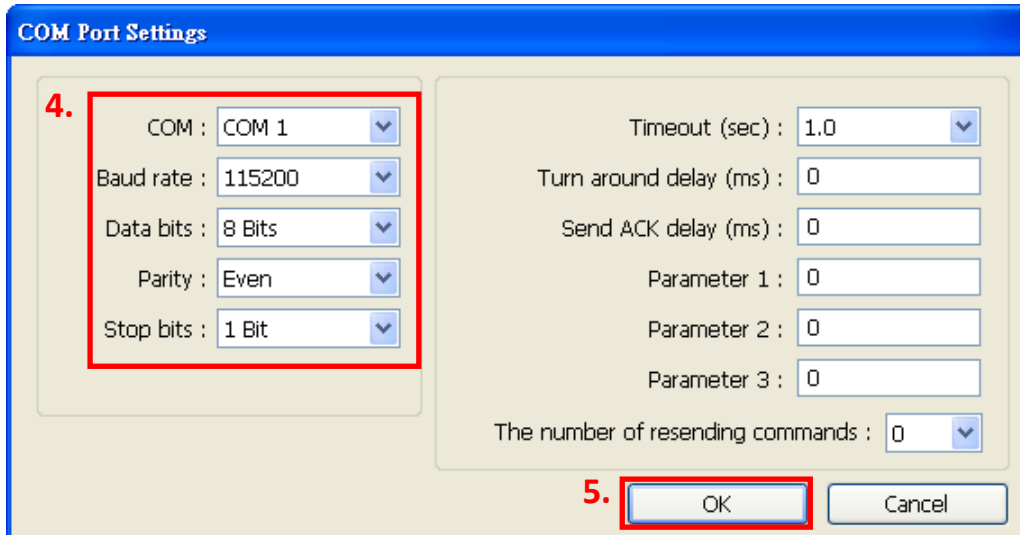 COM Port Settings
4.
COM : COM 1
Baud rate : 115200
Data bits : 8 Bits
Parity : Even
Stop bits : 1 Bit
Timeout (sec) : 1.0
Turn around delay (ms) : 0
Send ACK delay (ms) : 0
Parameter 1 : 0
Parameter 2 : 0
Parameter 3 : 0
The number of resending commands : 0
5.
OK
Cancel